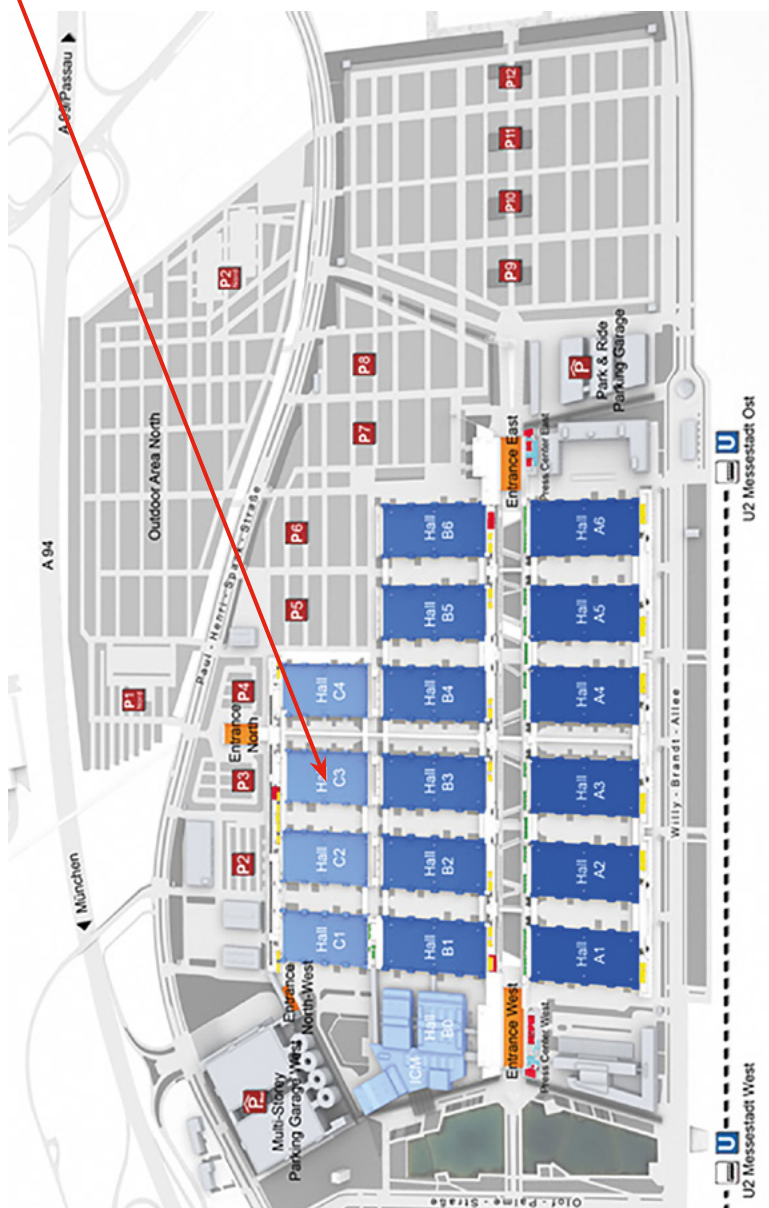 A 94/Passau
A 94
München
P2
Nord
Outdoor Area North
P1
Nord
Paul-Henri-Spaak-Straße
P12
P11
P10
P9
P8
P7
P6
P5
P4
Entrance
North
P3
P2
Park & Ride
Parking Garage
Entrance East
Press Center East
Hall
C4
Hall
C3
Hall
C2
Hall
C1
Hall
B6
Hall
B5
Hall
B4
Hall
B3
Hall
B2
Hall
B1
Hall
B0
ICM
Hall
A6
Hall
A5
Hall
A4
Hall
A3
Hall
A2
Hall
A1
Entrance
North-West
Multi-Storey
Parking Garage West
P
Entrance West
Press Center West
Willy-Brandt-Allee
Olof-Palme-Straße
U
U2 Messestadt Ost
U
U2 Messestadt West